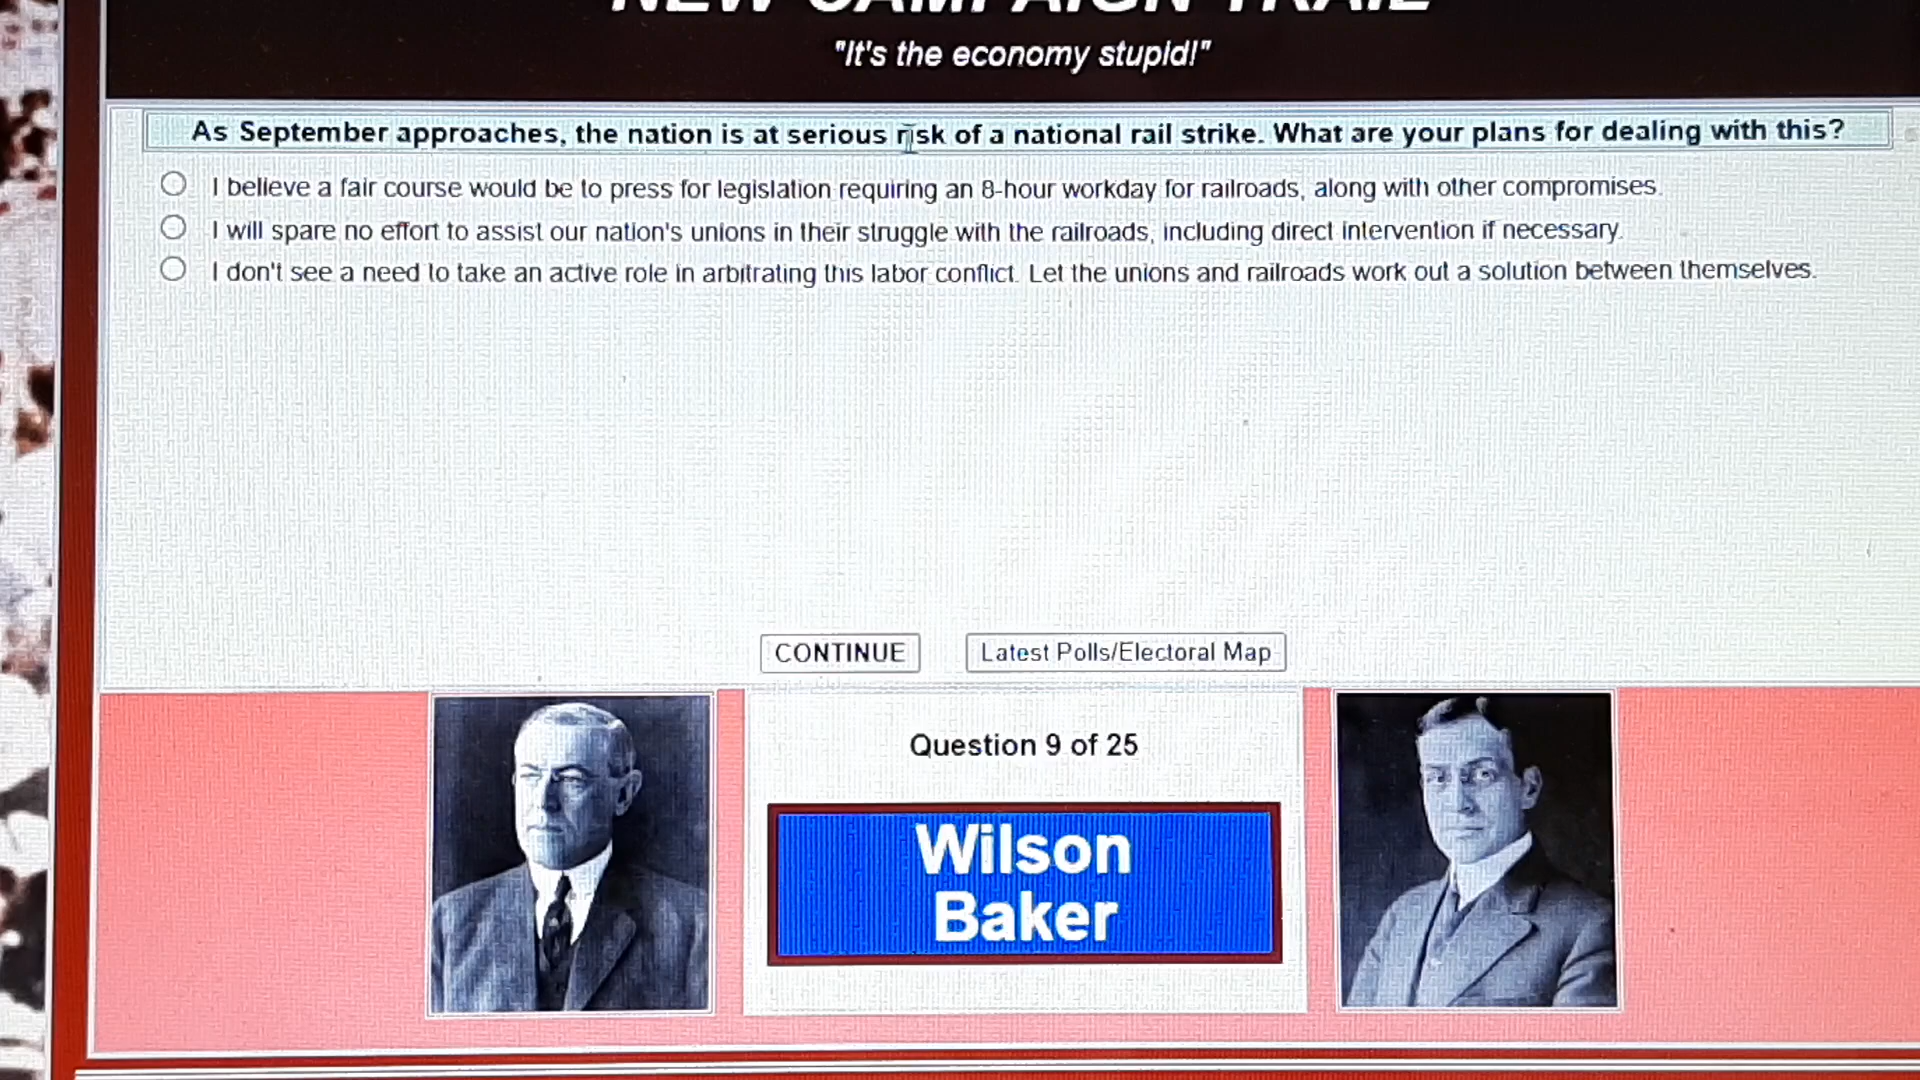 NEW CAMPAIGN TRAIL
"It's the economy stupid!"
As September approaches, the nation is at serious risk of a national rail strike. What are your plans for dealing with this?
I believe a fair course would be to press for legislation requiring an 8-hour workday for railroads, along with other compromises.
I will spare no effort to assist our nation's unions in their struggle with the railroads, including direct intervention if necessary.
I don't see a need to take an active role in arbitrating this labor conflict. Let the unions and railroads work out a solution between themselves.
CONTINUE
Latest Polls/Electoral Map
Question 9 of 25
Wilson
Baker